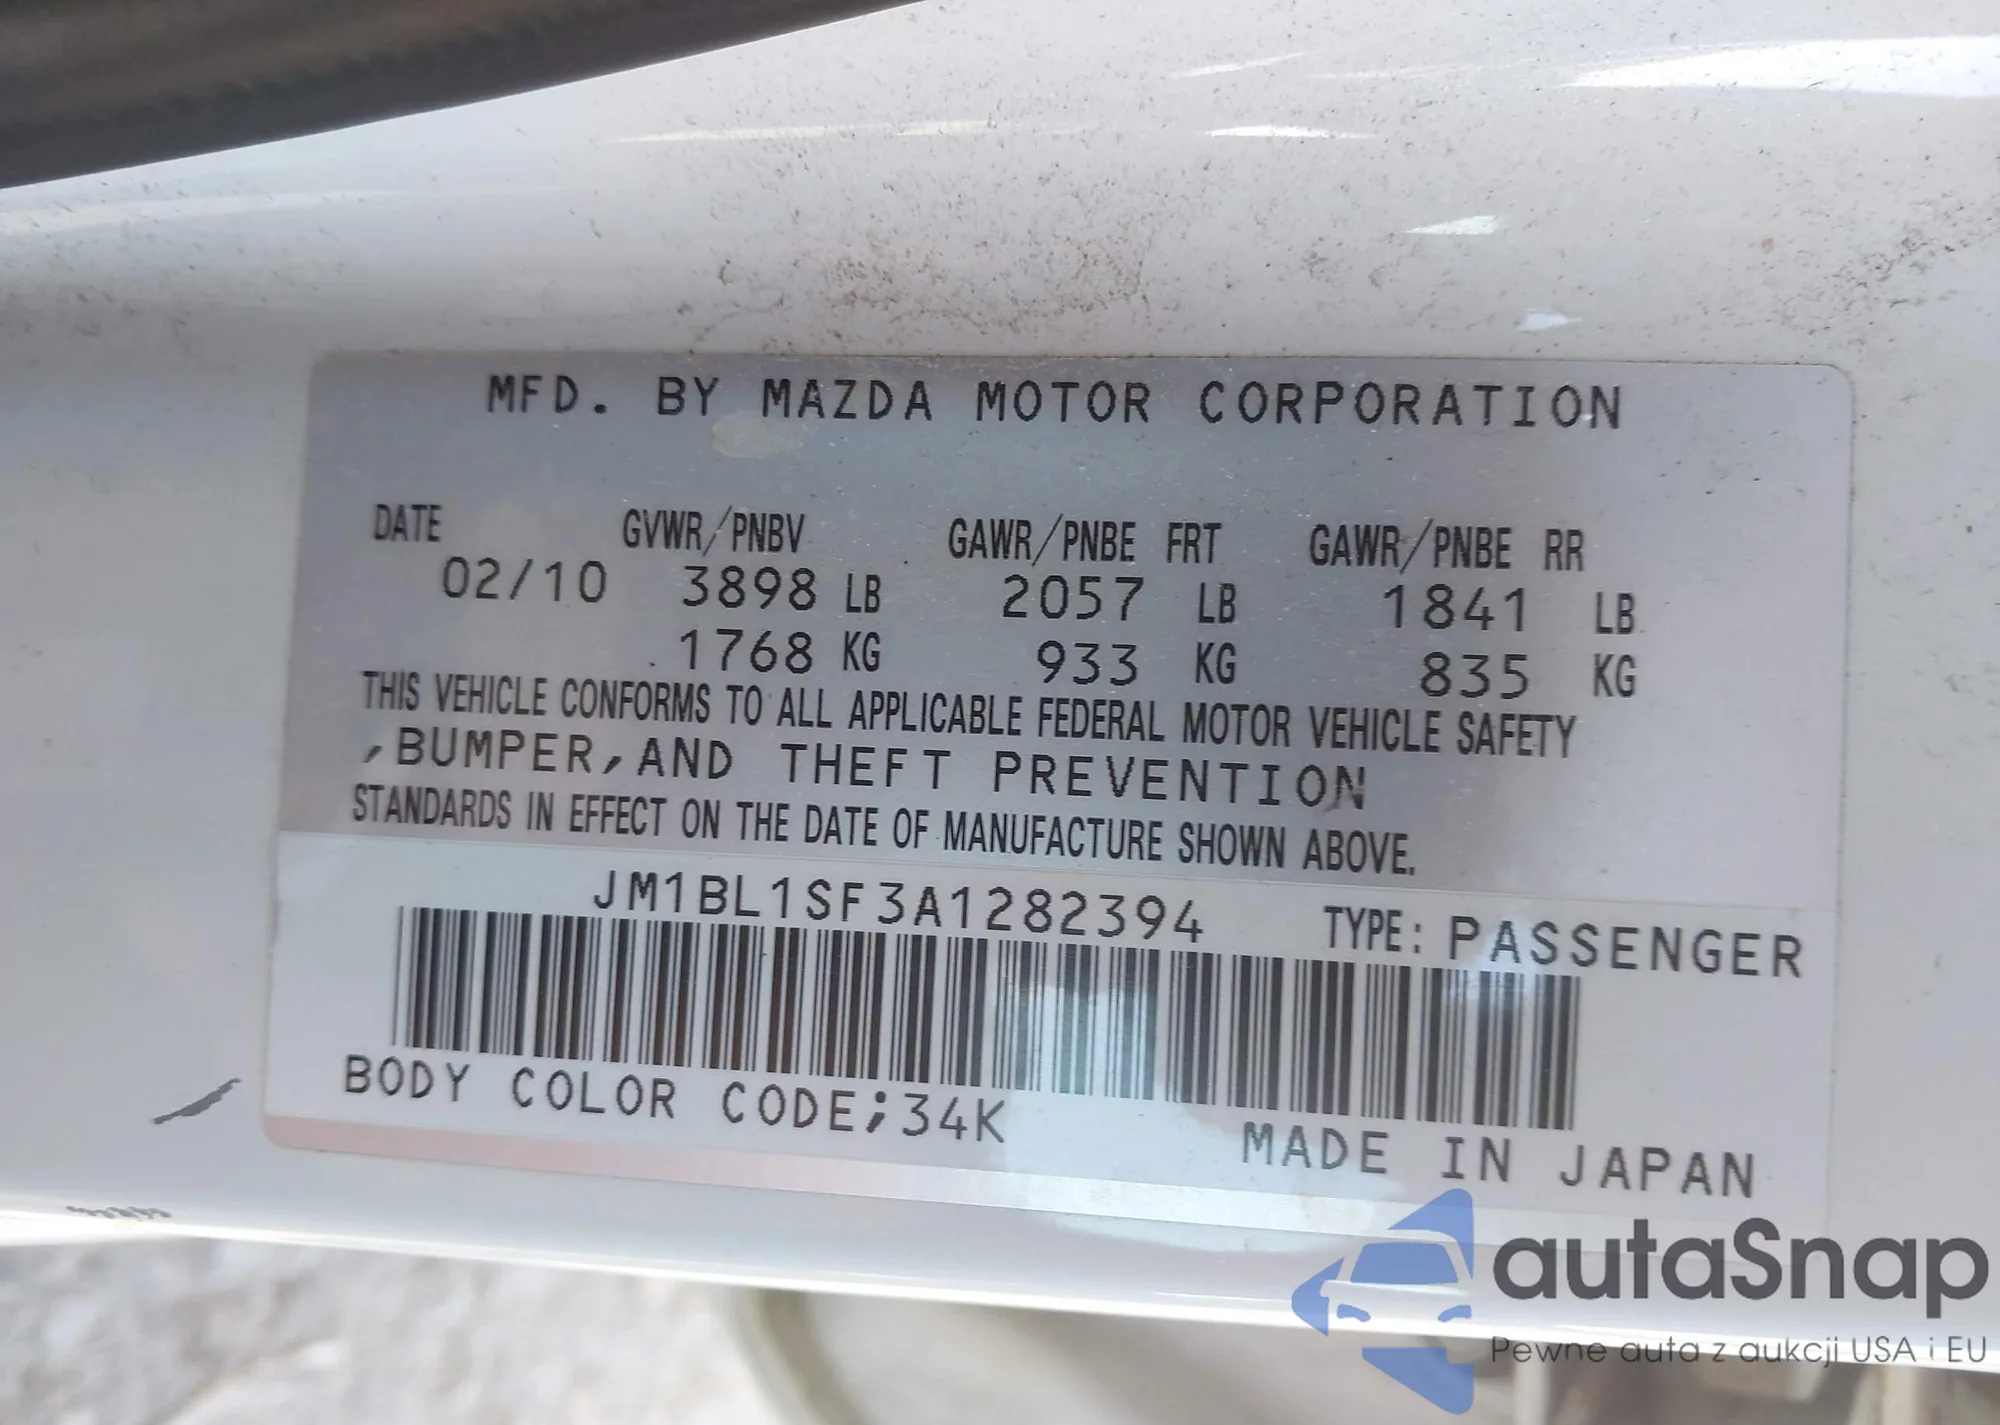 MFD. BY MAZDA MOTOR CORPORATION
DATE GVWR/PNBV GAWR/PNBE FRT GAWR/PNBE RR
02/10 3898 LB 2057 LB 1841 LB
1768 KG 933 KG 835 KG
THIS VEHICLE CONFORMS TO ALL APPLICABLE FEDERAL MOTOR VEHICLE SAFETY
,BUMPER,AND THEFT PREVENTION
STANDARDS IN EFFECT ON THE DATE OF MANUFACTURE SHOWN ABOVE.
JM1BL1SF3A1282394 TYPE: PASSENGER
BODY COLOR CODE;34K
MADE IN JAPAN
autaSnap
Pewne auta z aukcji USA i EU